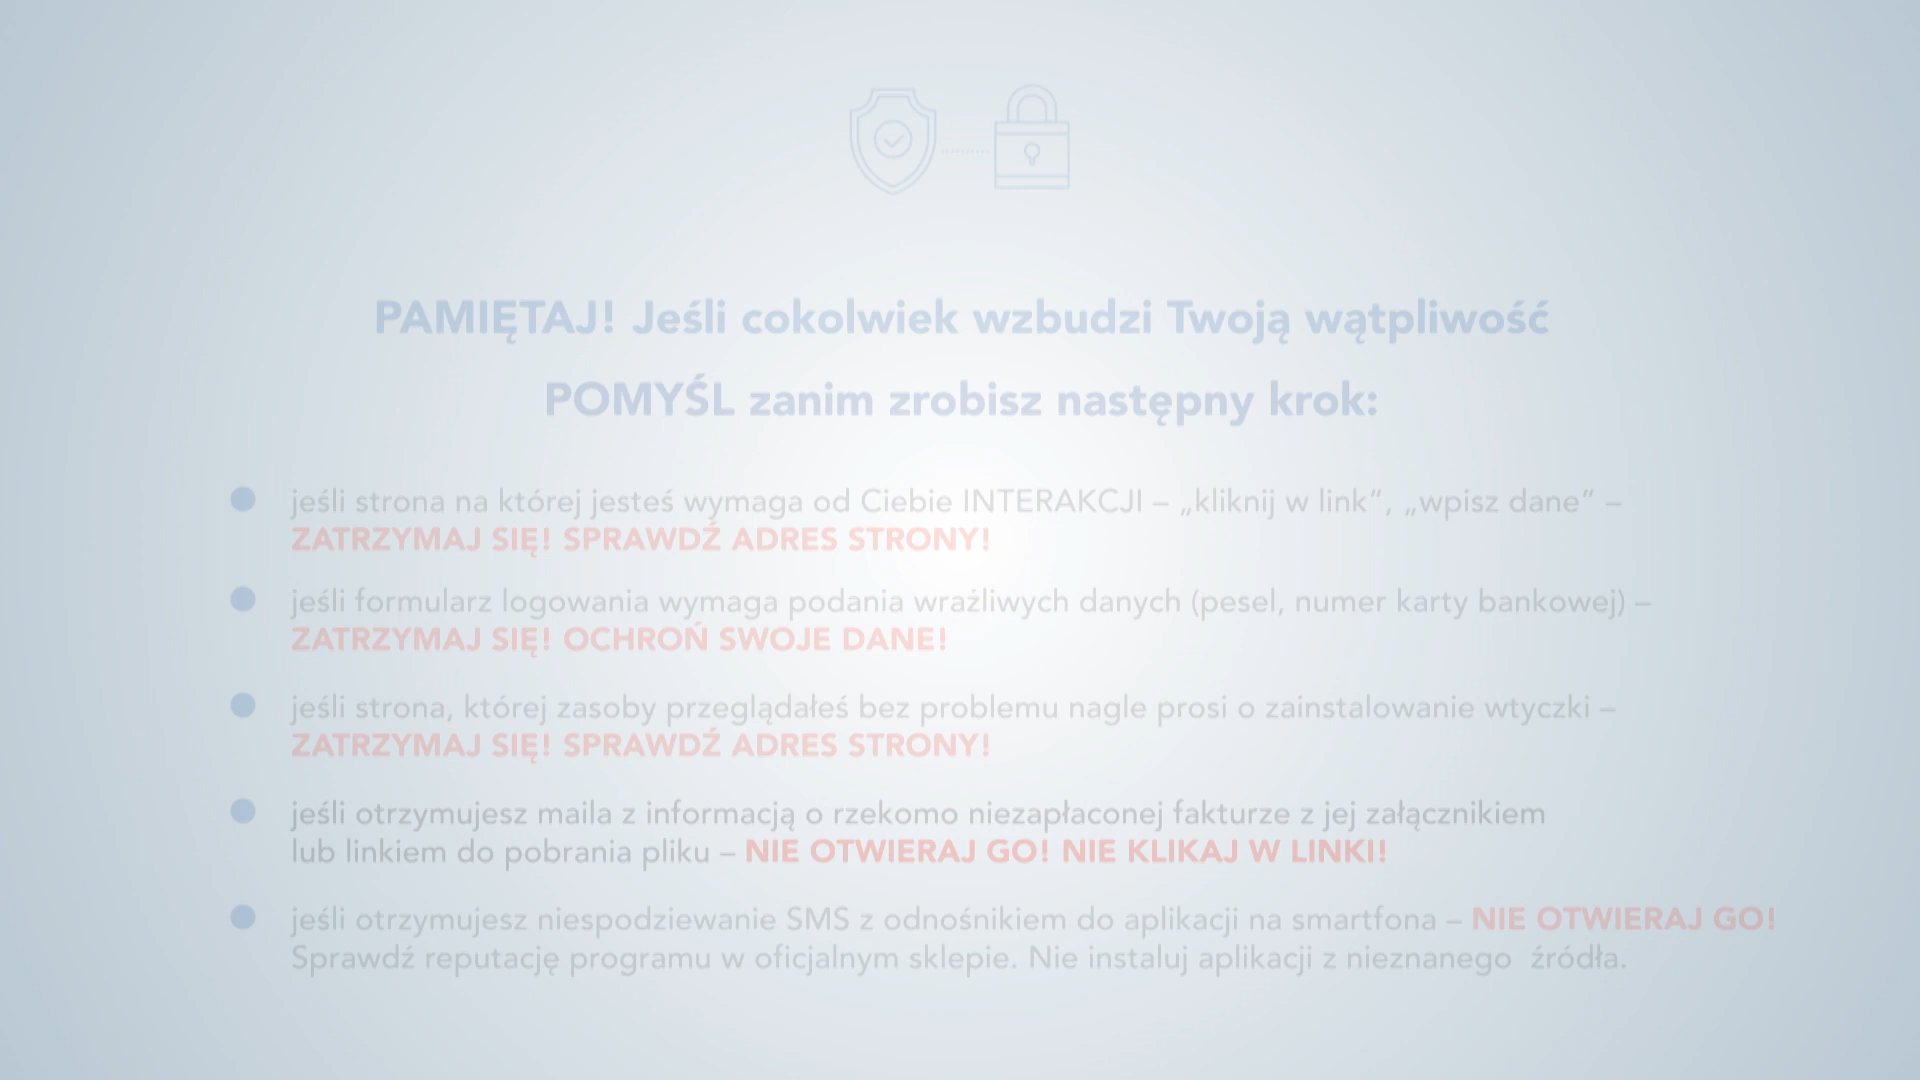 PAMIĘTAJ! Jeśli cokolwiek wzbudzi Twoją wątpliwość
POMYŚL zanim zrobisz następny krok:
jeśli strona na której jesteś wymaga od Ciebie INTERAKCJI – „kliknij w link”, „wpisz dane” –
ZATRZYMAJ SIĘ! SPRAWDŹ ADRES STRONY!
jeśli formularz logowania wymaga podania wrażliwych danych (pesel, numer karty bankowej) –
ZATRZYMAJ SIĘ! OCHROŃ SWOJE DANE!
jeśli strona, której zasoby przeglądałeś bez problemu nagle prosi o zainstalowanie wtyczki –
ZATRZYMAJ SIĘ! SPRAWDŹ ADRES STRONY!
jeśli otrzymujesz maila z informacją o rzekomo niezapłaconej fakturze z jej załącznikiem
lub linkiem do pobrania pliku – NIE OTWIERAJ GO! NIE KLIKAJ W LINKI!
jeśli otrzymujesz niespodziewanie SMS z odnośnikiem do aplikacji na smartfona – NIE OTWIERAJ GO!
Sprawdź reputację programu w oficjalnym sklepie. Nie instaluj aplikacji z nieznanego źródła.